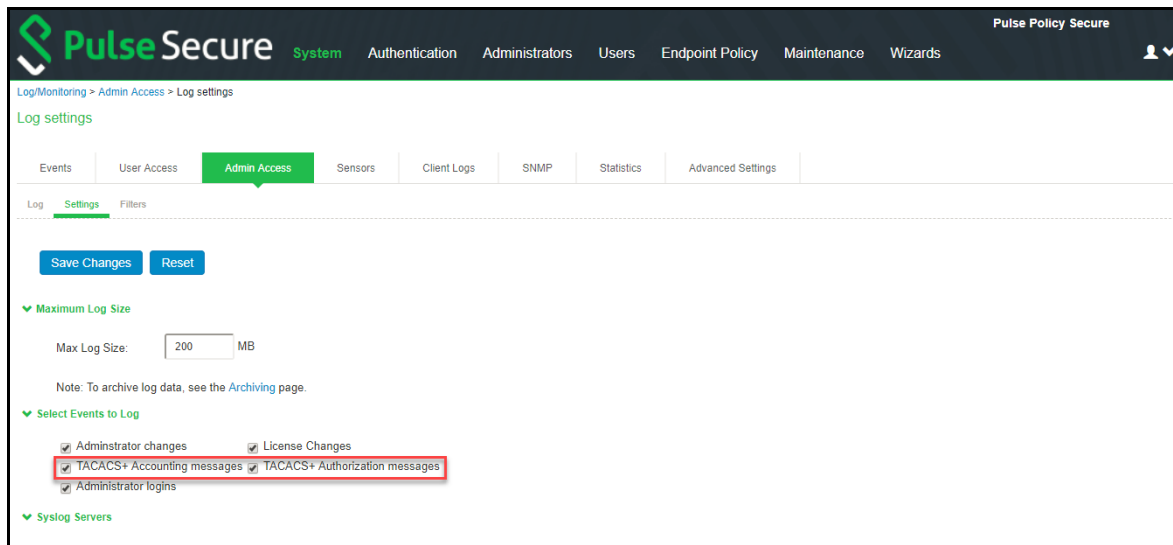 Pulse Policy Secure
Pulse Secure System Authentication Administrators Users Endpoint Policy Maintenance Wizards
Log/Monitoring > Admin Access > Log settings
Log settings
Events User Access Admin Access Sensors Client Logs SNMP Statistics Advanced Settings
Log Settings Filters
Save Changes Reset
Maximum Log Size
Max Log Size: 200 MB
Note: To archive log data, see the Archiving page.
Select Events to Log
Adminstrator changes License Changes
TACACS+ Accounting messages TACACS+ Authorization messages
Administrator logins
Syslog Servers